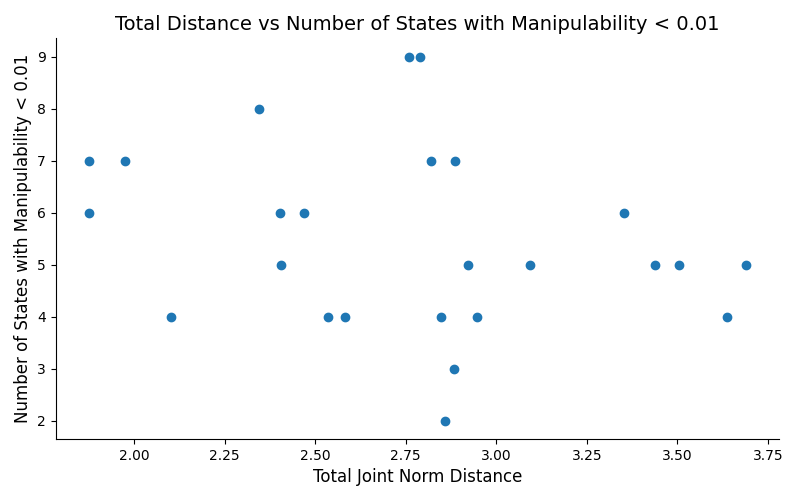 Total Distance vs Number of States with Manipulability < 0.01
Number of States with Manipulability < 0.01
9
8
7
6
5
4
3
2
2.00 2.25 2.50 2.75 3.00 3.25 3.50 3.75
Total Joint Norm Distance